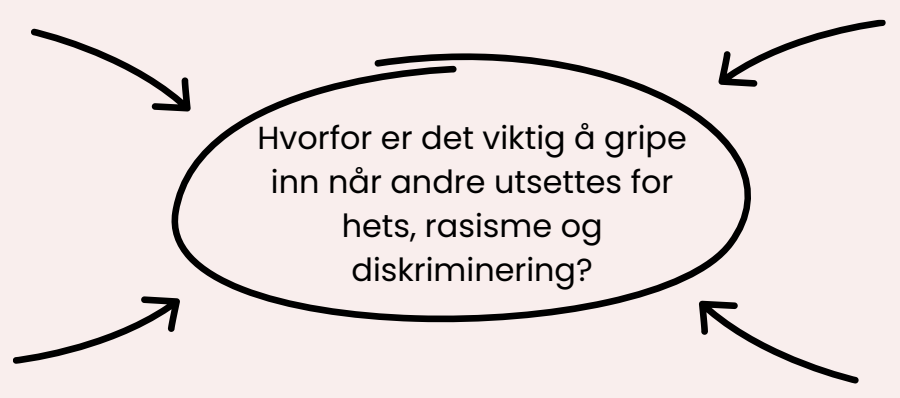 Hvorfor er det viktig å gripe
inn når andre utsettes for
hets, rasisme og
diskriminering?